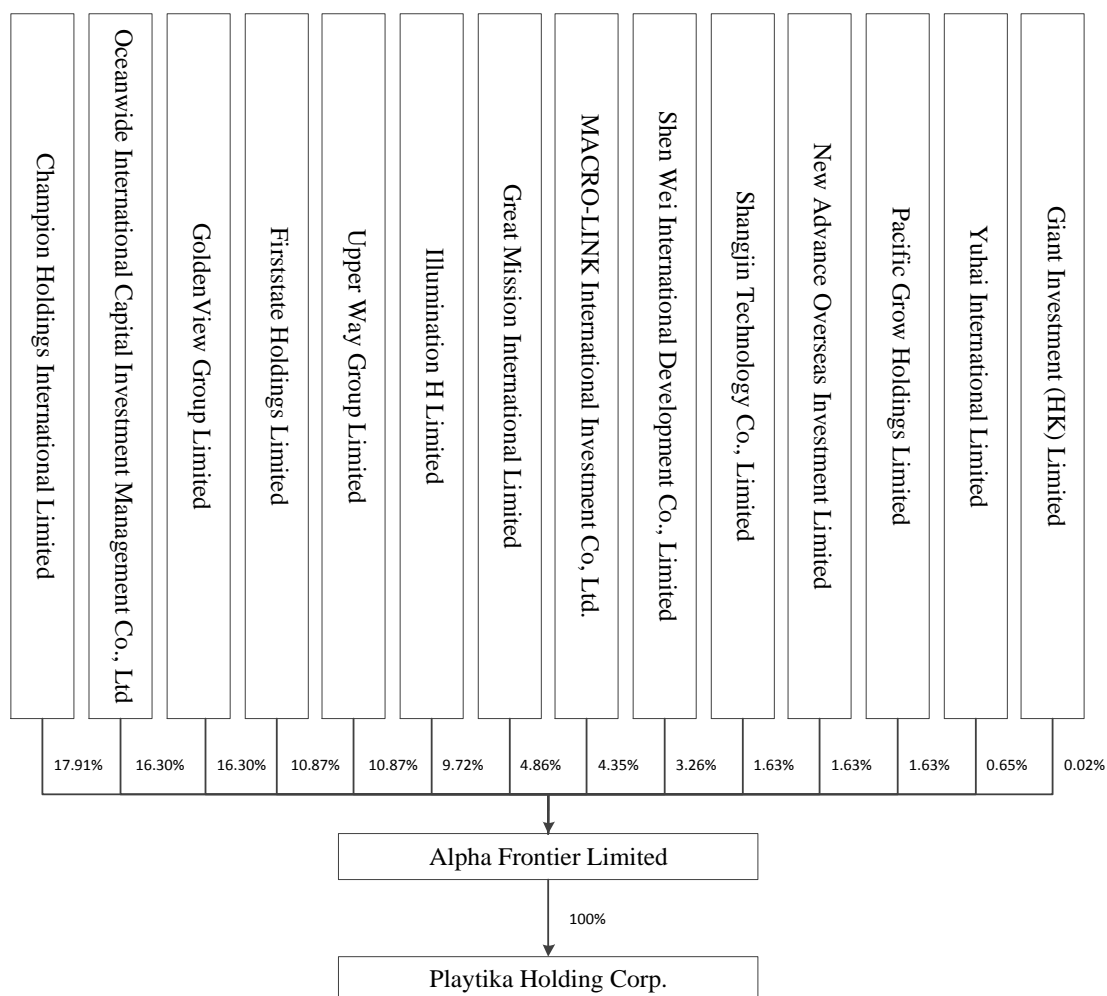 Champion Holdings International Limited
Oceanwide International Capital Investment Management Co., Ltd
GoldenView Group Limited
Firststate Holdings Limited
Upper Way Group Limited
Illumination H Limited
Great Mission International Limited
MACRO-LINK International Investment Co, Ltd.
Shen Wei International Development Co., Limited
Shangjin Technology Co., Limited
New Advance Overseas Investment Limited
Pacific Grow Holdings Limited
Yuhai International Limited
Giant Investment (HK) Limited
17.91%
16.30%
16.30%
10.87%
10.87%
9.72%
4.86%
4.35%
3.26%
1.63%
1.63%
1.63%
0.65%
0.02%
Alpha Frontier Limited
100%
Playtika Holding Corp.